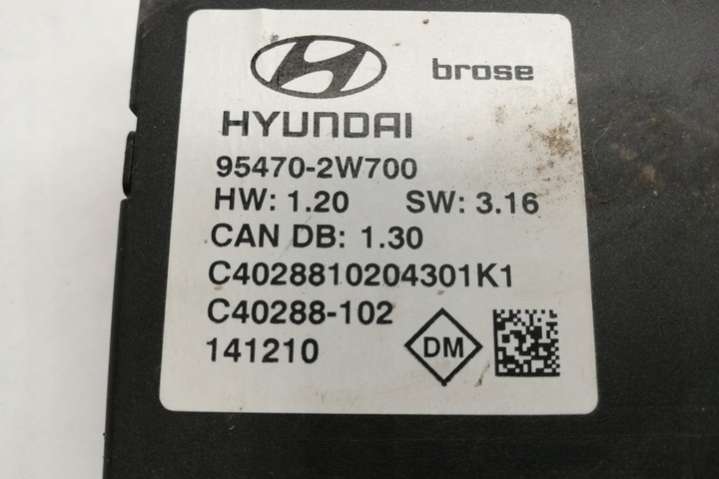 brose
HYUNDAI
95470-2W700
HW: 1.20 SW: 3.16
CAN DB: 1.30
C4028810204301K1
C40288-102
141210
DM